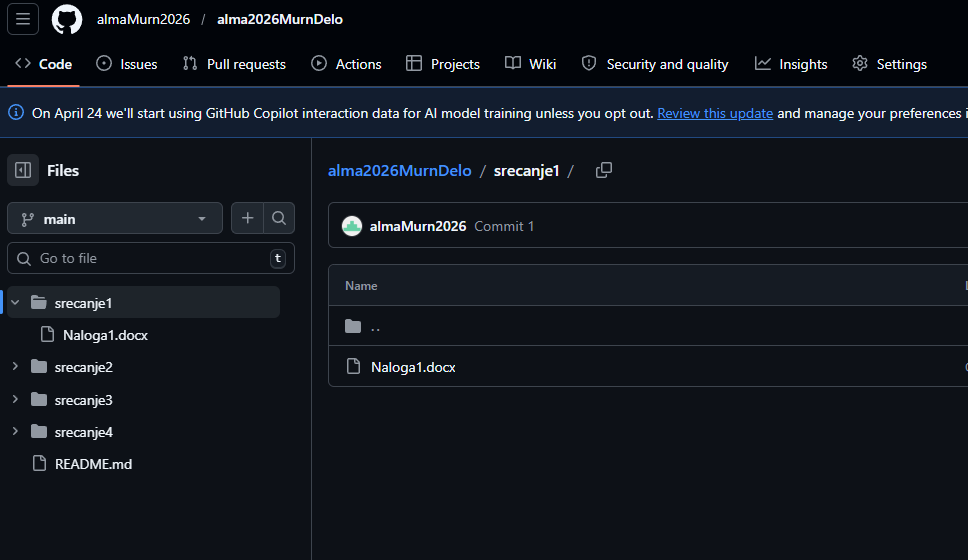 almaMurn2026 / alma2026MurnDelo
Code Issues Pull requests Actions Projects Wiki Security and quality Insights Settings
On April 24 we'll start using GitHub Copilot interaction data for AI model training unless you opt out. Review this update and manage your preferences
Files
main
Go to file t
srecanje1
Naloga1.docx
srecanje2
srecanje3
srecanje4
README.md
alma2026MurnDelo / srecanje1 /
almaMurn2026 Commit 1
Name
..
Naloga1.docx